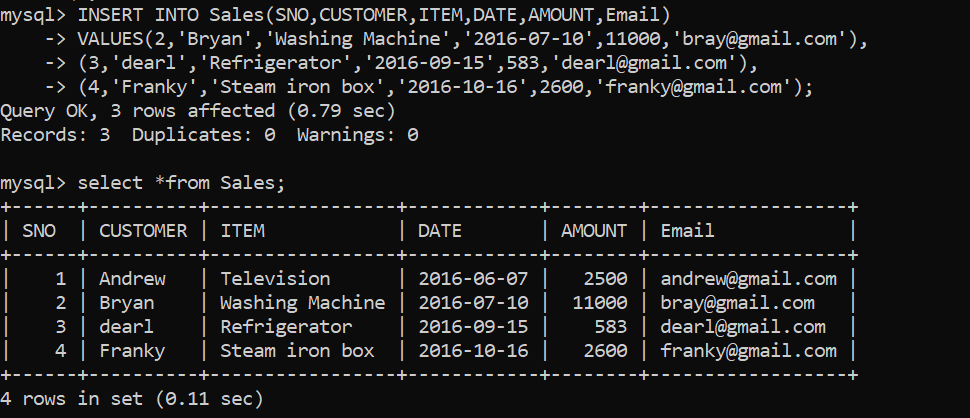 mysql> INSERT INTO Sales(SNO,CUSTOMER,ITEM,DATE,AMOUNT,Email)
    -> VALUES(2,'Bryan','Washing Machine','2016-07-10',11000,'bray@gmail.com'),
    -> (3,'dearl','Refrigerator','2016-09-15',583,'dearl@gmail.com'),
    -> (4,'Franky','Steam iron box','2016-10-16',2600,'franky@gmail.com');
Query OK, 3 rows affected (0.79 sec)
Records: 3  Duplicates: 0  Warnings: 0

mysql> select *from Sales;
+------+----------+-----------------+------------+--------+------------------+
| SNO  | CUSTOMER | ITEM            | DATE       | AMOUNT | Email            |
+------+----------+-----------------+------------+--------+------------------+
|    1 | Andrew   | Television      | 2016-06-07 |   2500 | andrew@gmail.com |
|    2 | Bryan    | Washing Machine | 2016-07-10 |  11000 | bray@gmail.com   |
|    3 | dearl    | Refrigerator    | 2016-09-15 |    583 | dearl@gmail.com  |
|    4 | Franky   | Steam iron box  | 2016-10-16 |   2600 | franky@gmail.com |
+------+----------+-----------------+------------+--------+------------------+
4 rows in set (0.11 sec)